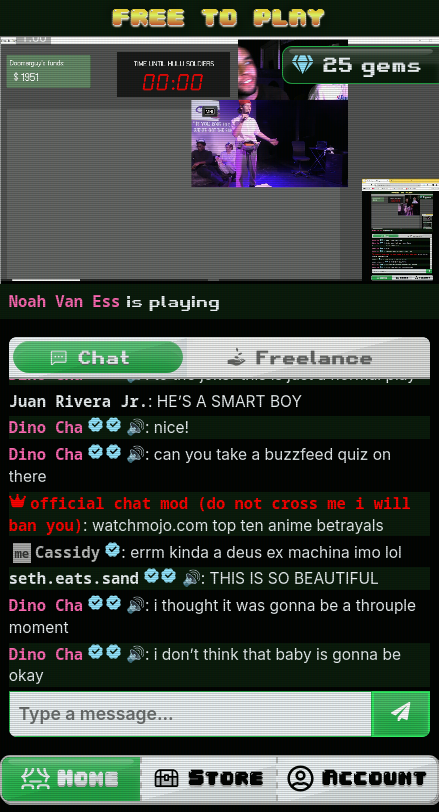 FREE TO PLAY
Doomerguy's funds
$ 1951
TIME UNTIL HULU SOLDIERS
00:00
25 gems
Noah Van Ess is playing
Chat
Freelance
Juan Rivera Jr.: HE'S A SMART BOY
Dino Cha 🔊: nice!
Dino Cha 🔊: can you take a buzzfeed quiz on
there
official chat mod (do not cross me i will
ban you): watchmojo.com top ten anime betrayals
me Cassidy: errm kinda a deus ex machina imo lol
seth.eats.sand 🔊: THIS IS SO BEAUTIFUL
Dino Cha 🔊: i thought it was gonna be a throuple
moment
Dino Cha 🔊: i don't think that baby is gonna be
okay
Type a message...
Home
Store
Account